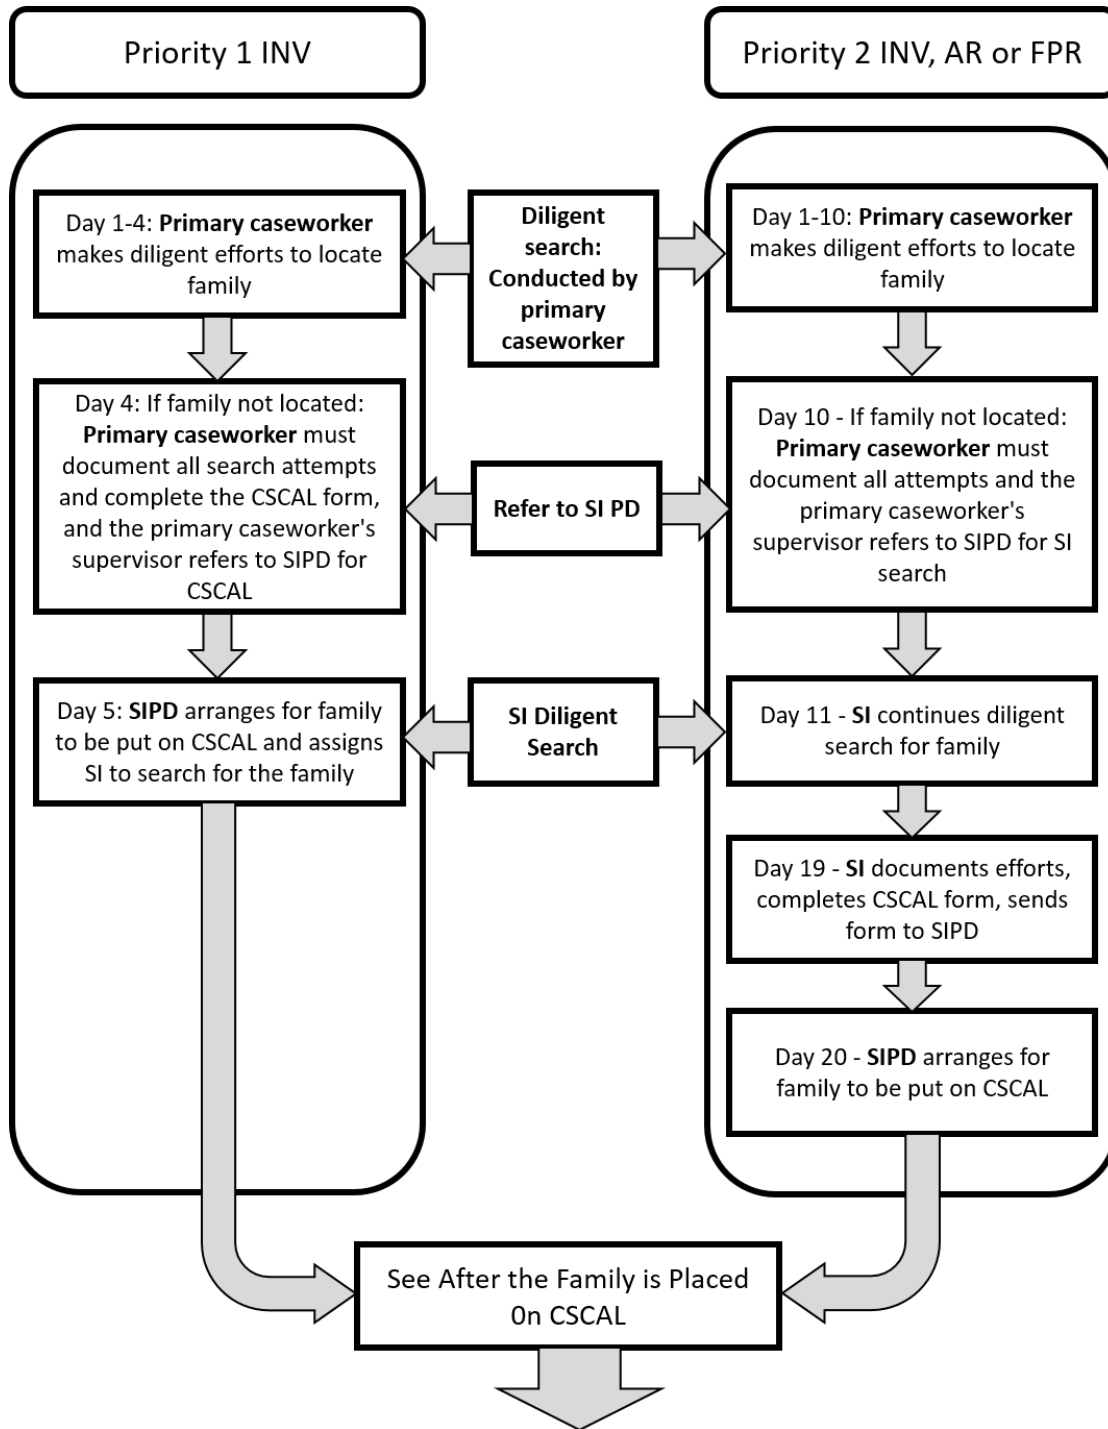 Priority 1 INV
Priority 2 INV, AR or FPR
Day 1-4: Primary caseworker
makes diligent efforts to locate
family
Diligent
search:
Conducted by
primary
caseworker
Day 1-10: Primary caseworker
makes diligent efforts to locate
family
Day 4: If family not located:
Primary caseworker must
document all search attempts
and complete the CSCAL form,
and the primary caseworker's
supervisor refers to SIPD for
CSCAL
Refer to SI PD
Day 10 - If family not located:
Primary caseworker must
document all attempts and the
primary caseworker's
supervisor refers to SIPD for SI
search
Day 5: SIPD arranges for family
to be put on CSCAL and assigns
SI to search for the family
SI Diligent
Search
Day 11 - SI continues diligent
search for family
Day 19 - SI documents efforts,
completes CSCAL form, sends
form to SIPD
Day 20 - SIPD arranges for
family to be put on CSCAL
See After the Family is Placed
0n CSCAL